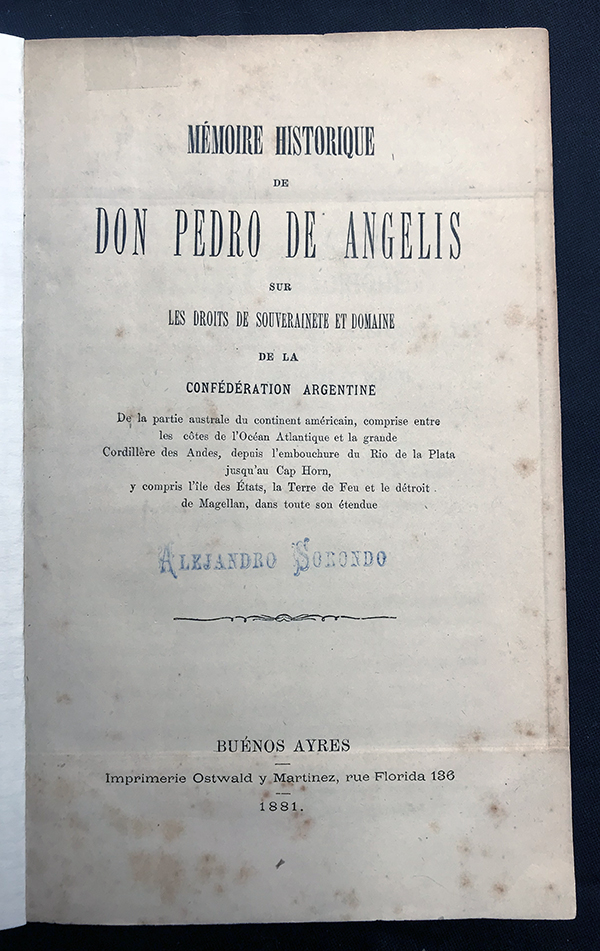 MÉMOIRE HISTORIQUE
DE
DON PEDRO DE ANGELIS
SUR
LES DROITS DE SOUVERAINETE ET DOMAINE
DE LA
CONFÉDÉRATION ARGENTINE
De la partie australe du continent américain, comprise entre
les côtes de l'Océan Atlantique et la grande
Cordillère des Andes, depuis l'embouchure du Rio de la Plata
jusqu'au Cap Horn,
y compris l'île des États, la Terre de Feu et le détroit
de Magellan, dans toute son étendue
ALEJANDRO SORONDO
BUÉNOS AYRES
Imprimerie Ostwald y Martinez, rue Florida 136
1881.